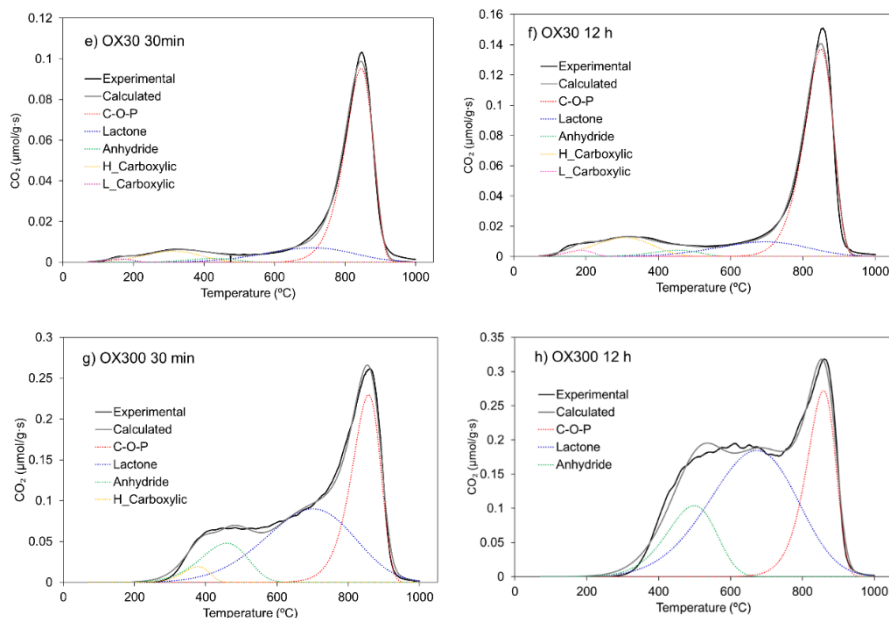 e) OX30 30min
0.12
0.1
0.08
0.06
0.04
0.02
0
CO₂ (µmol/g·s)
Experimental
Calculated
C-O-P
Lactone
Anhydride
H_Carboxylic
L_Carboxylic
0 200 400 600 800 1000
Temperature (ºC)
f) OX30 12 h
0.16
0.14
0.12
0.1
0.08
0.06
0.04
0.02
0
CO₂ (µmol/g·s)
Experimental
Calculated
C-O-P
Lactone
Anhydride
H_Carboxylic
L_Carboxylic
0 200 400 600 800 1000
Temperature (ºC)
g) OX300 30 min
0.3
0.25
0.2
0.15
0.1
0.05
0
CO₂ (µmol/g·s)
Experimental
Calculated
C-O-P
Lactone
Anhydride
H_Carboxylic
0 200 400 600 800 1000
Temperature (ºC)
h) OX300 12 h
0.35
0.3
0.25
0.2
0.15
0.1
0.05
0
CO₂ (µmol/g·s)
Experimental
Calculated
C-O-P
Lactone
Anhydride
0 200 400 600 800 1000
Temperature (ºC)